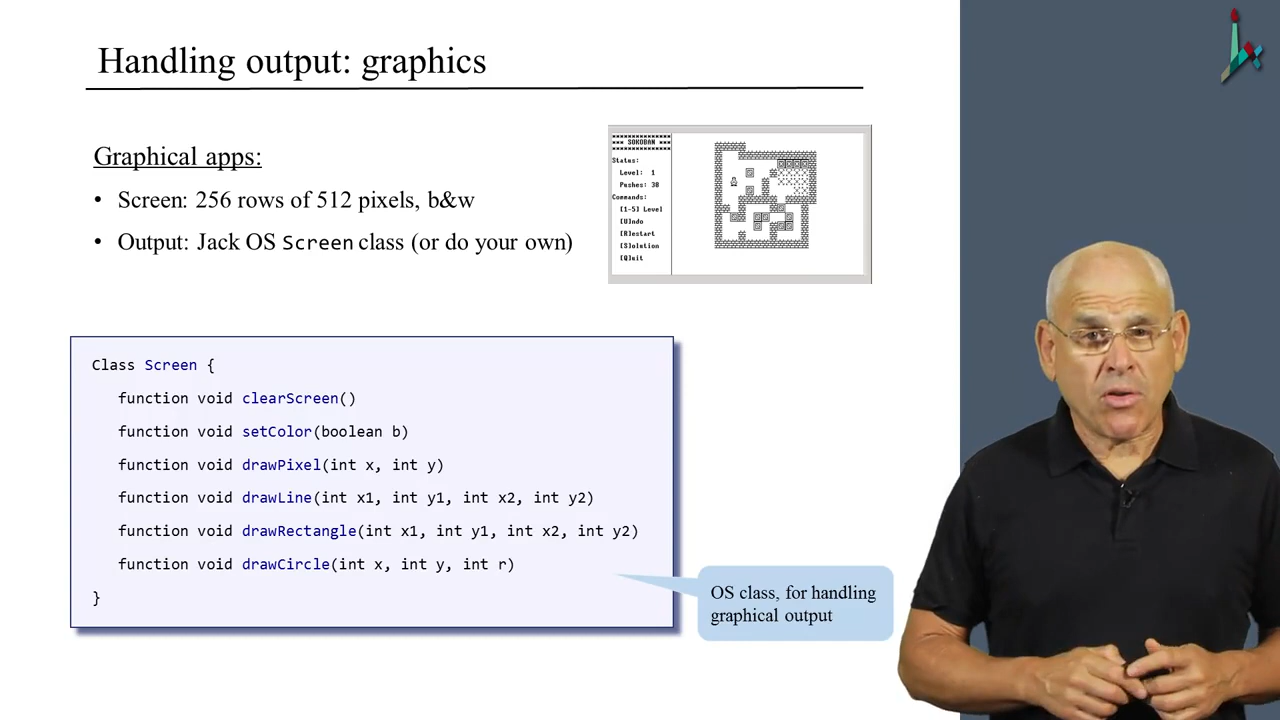 Handling output: graphics
Graphical apps:
• Screen: 256 rows of 512 pixels, b&w
• Output: Jack OS Screen class (or do your own)
*** SOKOBAN ***
Status:
Level: 1
Pushes: 38
Commands:
[1-5] Level
[U]ndo
[R]estart
[S]olution
[Q]uit
Class Screen {
function void clearScreen()
function void setColor(boolean b)
function void drawPixel(int x, int y)
function void drawLine(int x1, int y1, int x2, int y2)
function void drawRectangle(int x1, int y1, int x2, int y2)
function void drawCircle(int x, int y, int r)
}
OS class, for handling
graphical output